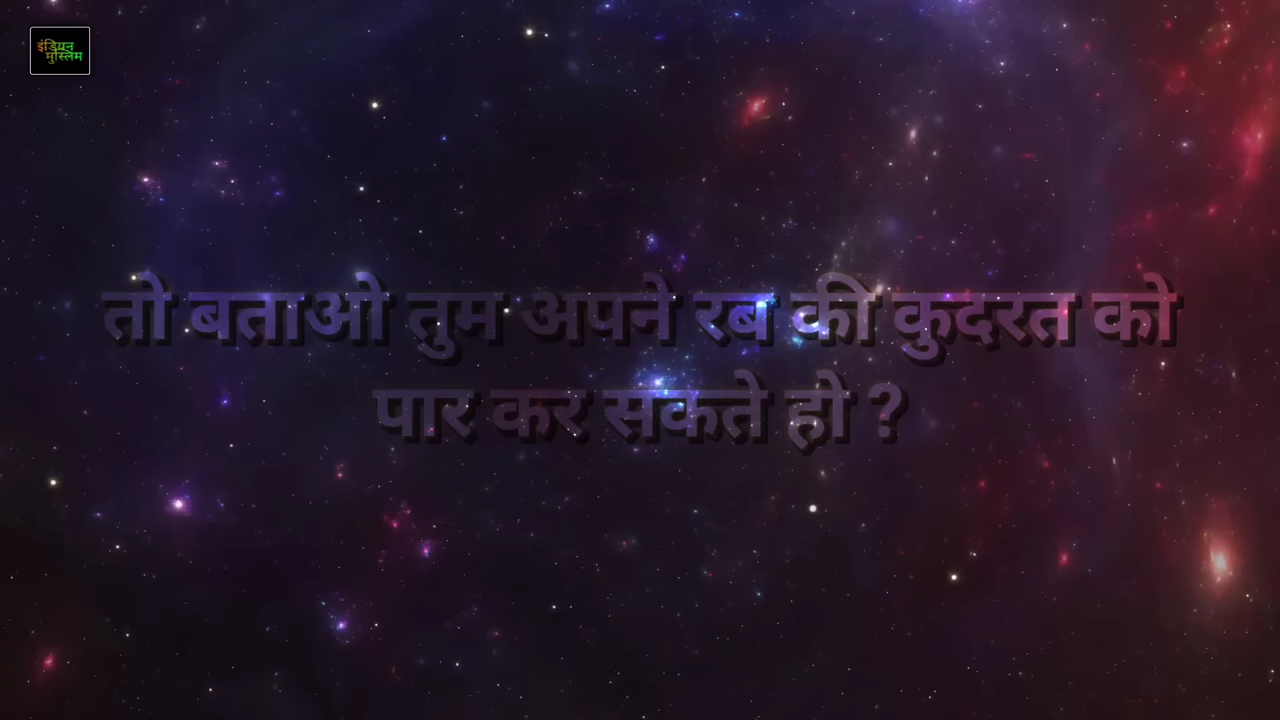 इंडियन
मुस्लिम
तो बताओ तुम अपने रब की कुदरत को
पार कर सकते हो ?